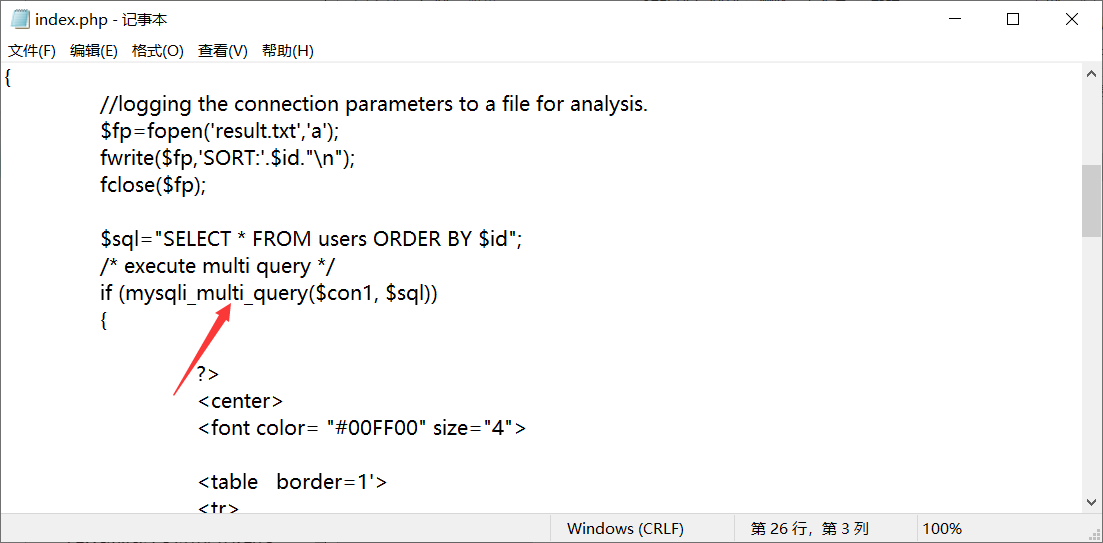 index.php - 记事本
文件(F) 编辑(E) 格式(O) 查看(V) 帮助(H)
{
//logging the connection parameters to a file for analysis.
$fp=fopen('result.txt','a');
fwrite($fp,'SORT:'.$id."\n");
fclose($fp);
$sql="SELECT * FROM users ORDER BY $id";
/* execute multi query */
if (mysqli_multi_query($con1, $sql))
{
?>
<center>
<font color= "#00FF00" size="4">
<table   border=1'>
<tr>
Windows (CRLF) 第 26 行，第 3 列 100%